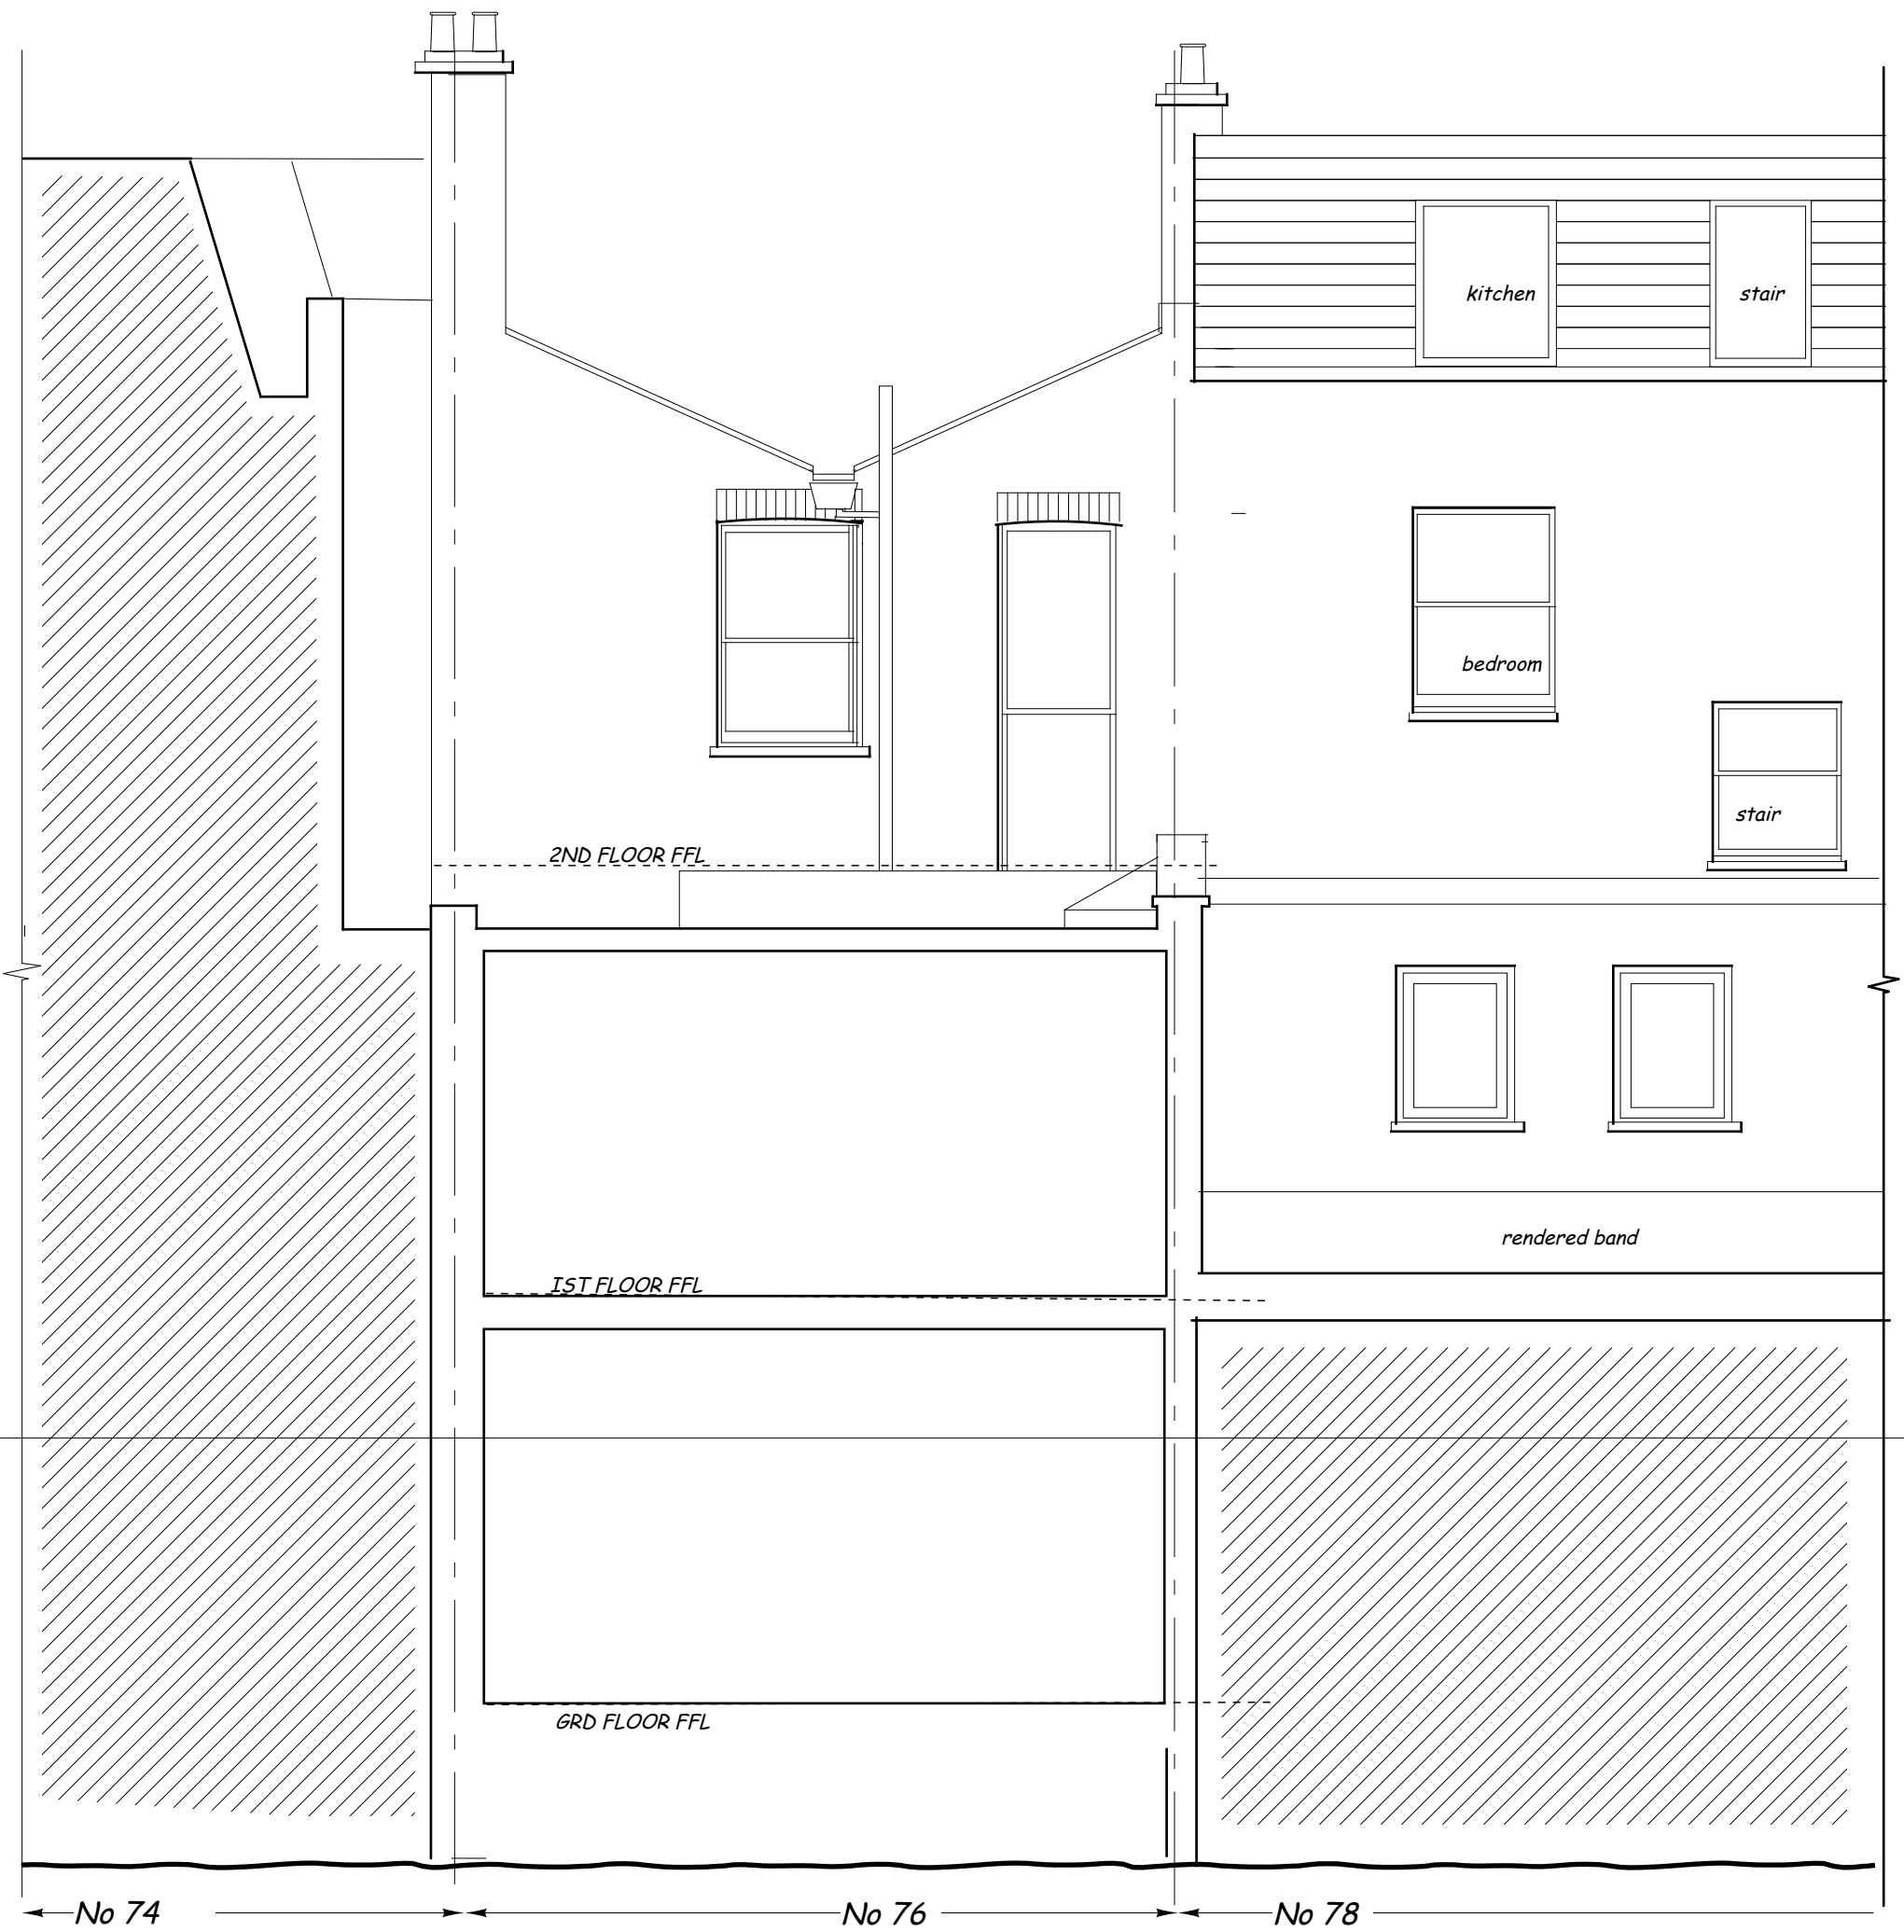 kitchen
stair
bedroom
stair
2ND FLOOR FFL
rendered band
IST FLOOR FFL
GRD FLOOR FFL
No 74
No 76
No 78